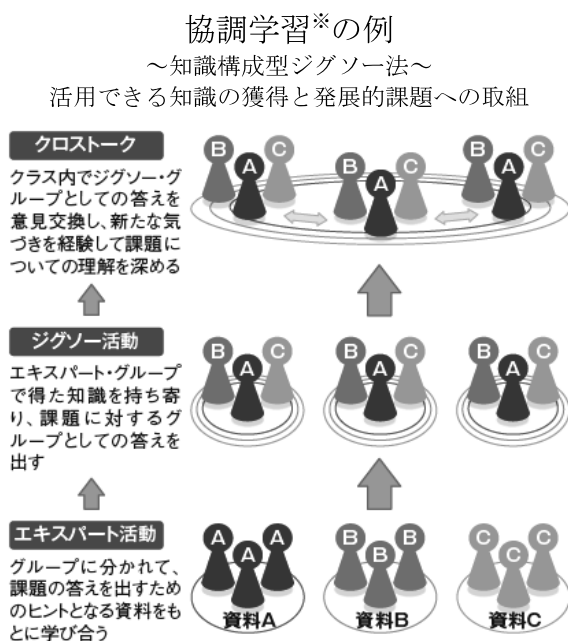 協調学習※の例
～知識構成型ジグソー法～
活用できる知識の獲得と発展的課題への取組
クロストーク
クラス内でジグソー・グ
ループとしての答えを
意見交換し、新たな気
づきを経験して課題に
ついての理解を深める
B A C
B A C
B A C
ジグソー活動
エキスパート・グループ
で得た知識を持ち寄
り、課題に対するグ
ループとしての答えを
出す
B A C
B A C
B A C
エキスパート活動
グループに分かれて、
課題の答えを出すため
のヒントとなる資料をも
とに学び合う
A A A
B B B
C C C
資料A
資料B
資料C